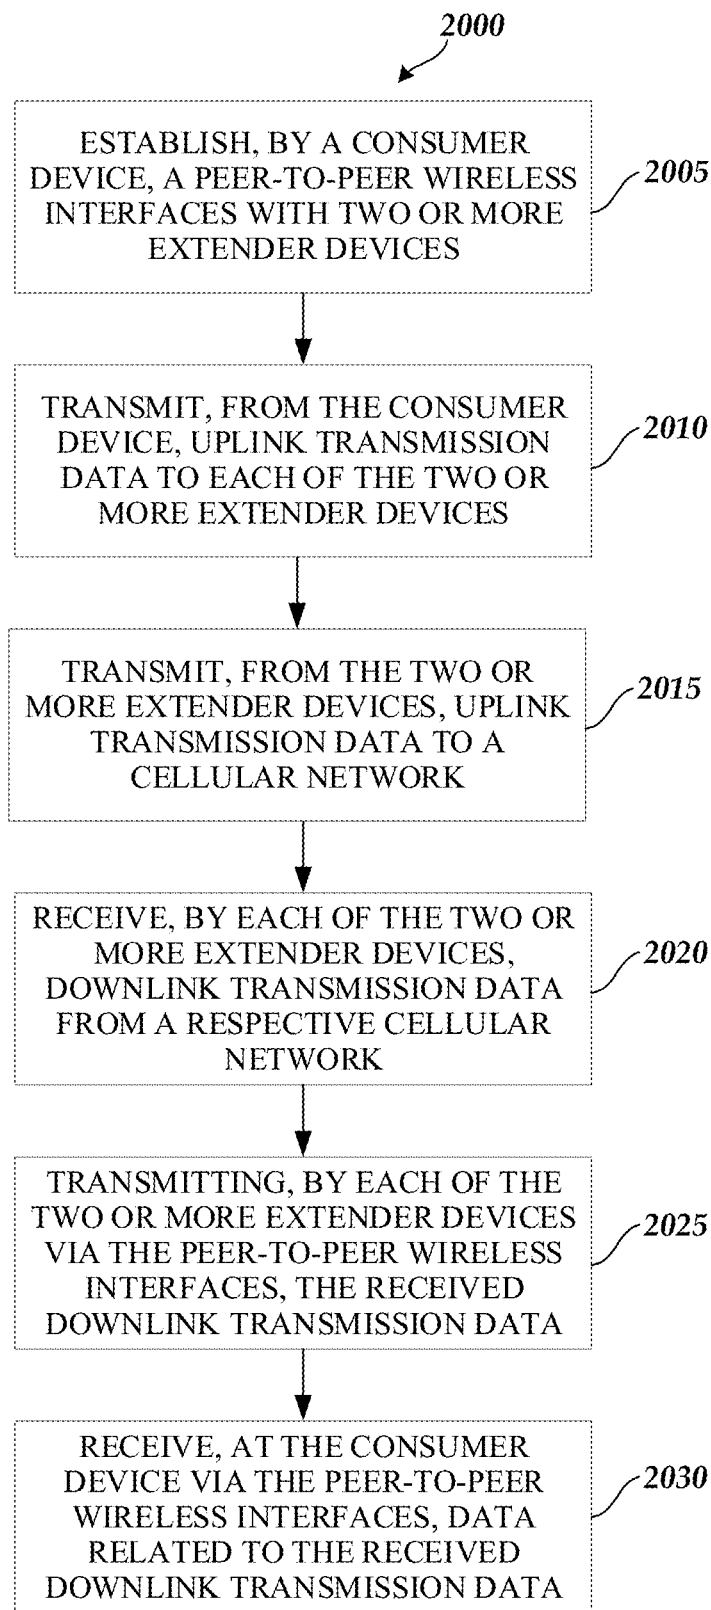 2000
ESTABLISH, BY A CONSUMER
DEVICE, A PEER-TO-PEER WIRELESS
INTERFACES WITH TWO OR MORE
EXTENDER DEVICES
2005
TRANSMIT, FROM THE CONSUMER
DEVICE, UPLINK TRANSMISSION
DATA TO EACH OF THE TWO OR
MORE EXTENDER DEVICES
2010
TRANSMIT, FROM THE TWO OR
MORE EXTENDER DEVICES, UPLINK
TRANSMISSION DATA TO A
CELLULAR NETWORK
2015
RECEIVE, BY EACH OF THE TWO OR
MORE EXTENDER DEVICES,
DOWNLINK TRANSMISSION DATA
FROM A RESPECTIVE CELLULAR
NETWORK
2020
TRANSMITTING, BY EACH OF THE
TWO OR MORE EXTENDER DEVICES
VIA THE PEER-TO-PEER WIRELESS
INTERFACES, THE RECEIVED
DOWNLINK TRANSMISSION DATA
2025
RECEIVE, AT THE CONSUMER
DEVICE VIA THE PEER-TO-PEER
WIRELESS INTERFACES, DATA
RELATED TO THE RECEIVED
DOWNLINK TRANSMISSION DATA
2030